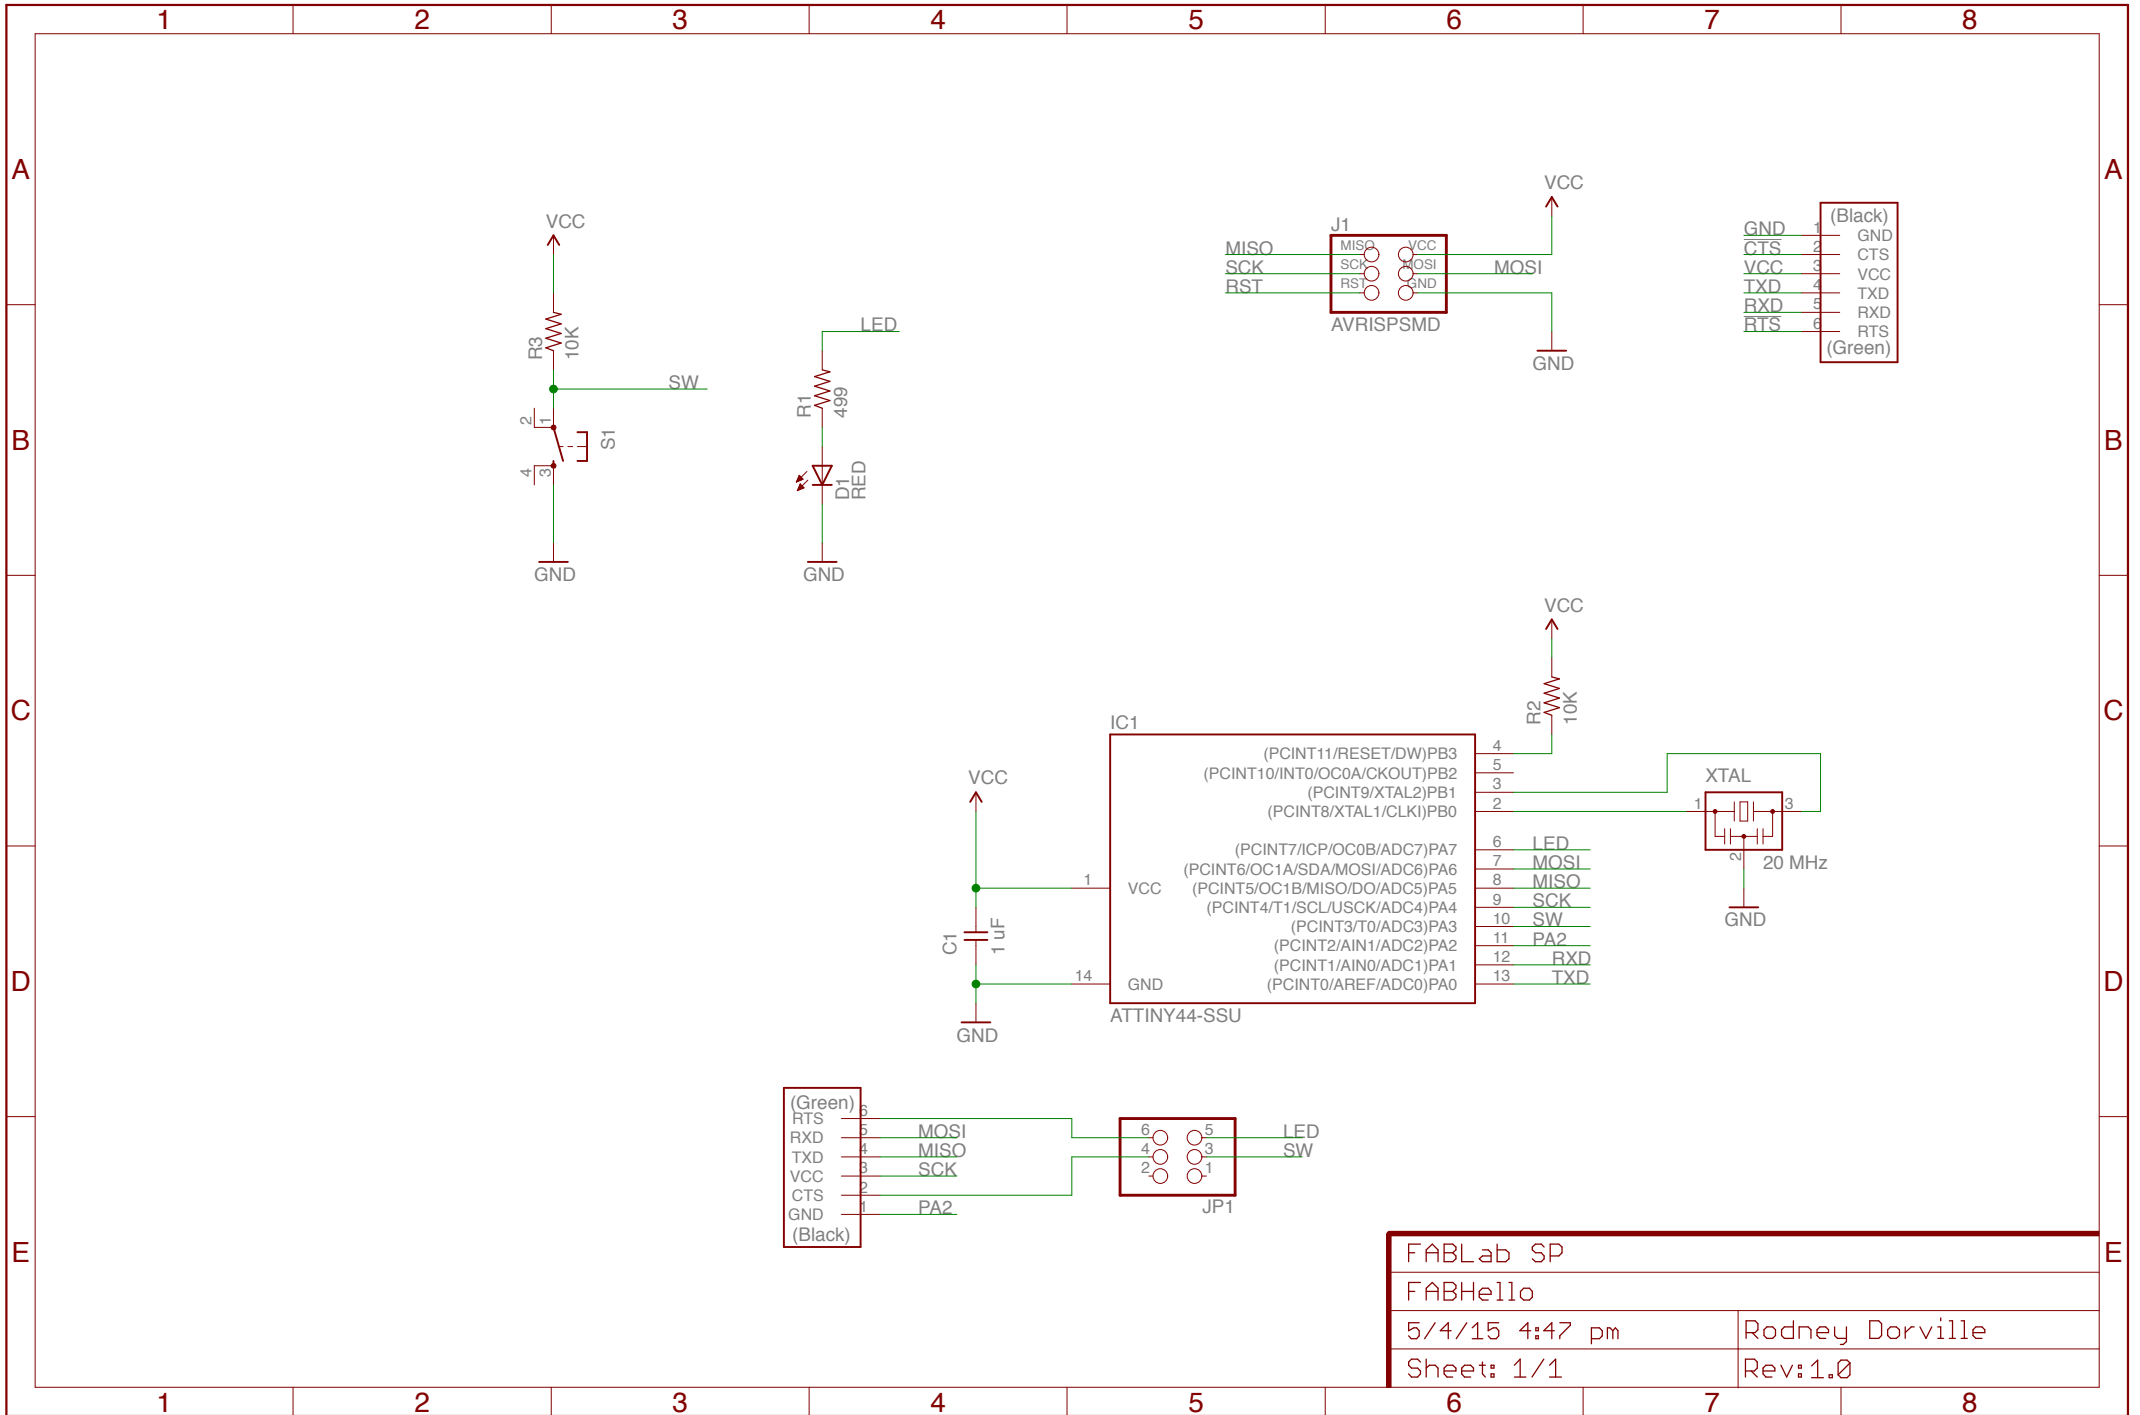 1 2 3 4 5 6 7 8
A A
B B
C C
D D
E E
VCC
R3
10K
SW
2
1
S1
4
3
GND
LED
R1
499
D1
RED
GND
J1
VCC
MISO
SCK
RST
MISO VCC
SCK MOSI
RST GND
MOSI
AVRISPSMD
GND
(Black)
GND 1 GND
CTS 2 CTS
VCC 3 VCC
TXD 4 TXD
RXD 5 RXD
RTS 6 RTS
(Green)
VCC
R2
10K
IC1
(PCINT11/RESET/DW)PB3 4
(PCINT10/INT0/OC0A/CKOUT)PB2 5
(PCINT9/XTAL2)PB1 3
(PCINT8/XTAL1/CLKI)PB0 2
(PCINT7/ICP/OC0B/ADC7)PA7 6 LED
(PCINT6/OC1A/SDA/MOSI/ADC6)PA6 7 MOSI
(PCINT5/OC1B/MISO/DO/ADC5)PA5 8 MISO
(PCINT4/T1/SCL/USCK/ADC4)PA4 9 SCK
(PCINT3/T0/ADC3)PA3 10 SW
(PCINT2/AIN1/ADC2)PA2 11 PA2
(PCINT1/AIN0/ADC1)PA1 12 RXD
(PCINT0/AREF/ADC0)PA0 13 TXD
1 VCC
14 GND
ATTINY44-SSU
VCC
C1
1 uF
GND
XTAL
1 3
2
20 MHz
GND
(Green)
RTS 6
RXD 5 MOSI
TXD 4 MISO
VCC 3 SCK
CTS 2
GND 1 PA2
(Black)
6 5 LED
4 3 SW
2 1
JP1
FABLab SP
FABHello
5/4/15 4:47 pm Rodney Dorville
Sheet: 1/1 Rev:1.0
1 2 3 4 5 6 7 8